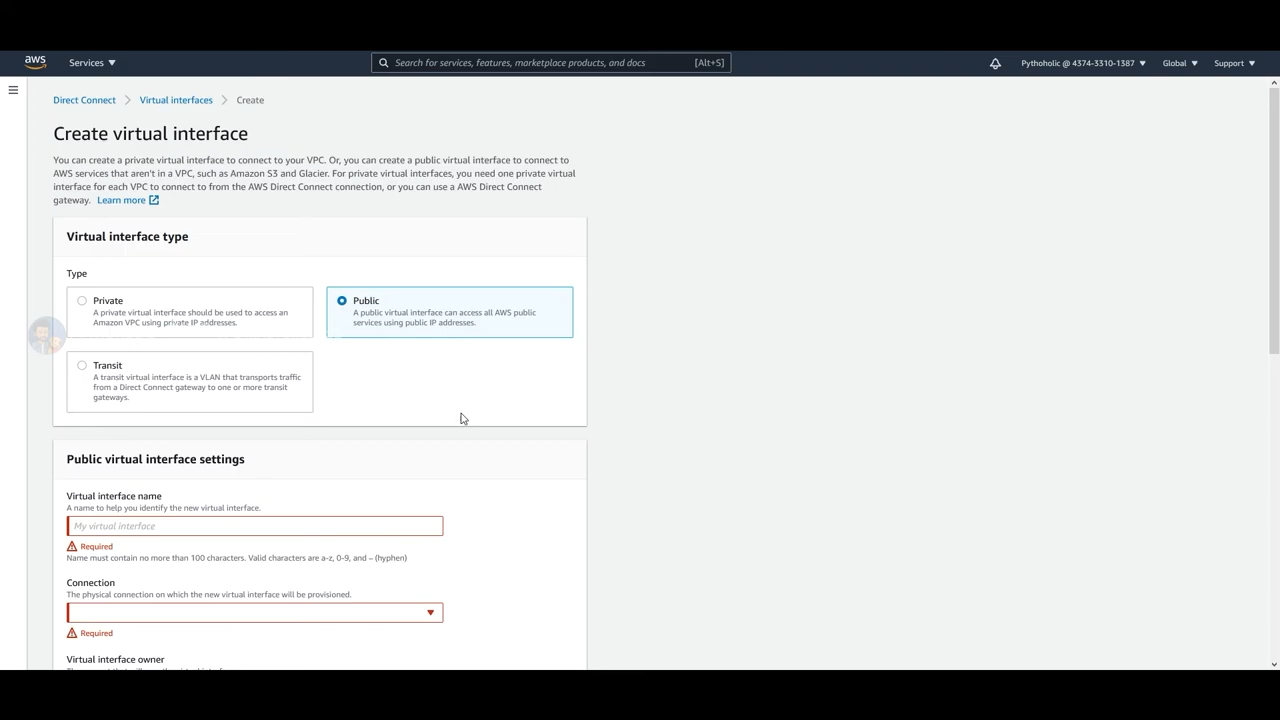 aws
Services
Search for services, features, marketplace products, and docs [Alt+S]
Pythoholic @ 4374-3310-1387
Global
Support
Direct Connect
Virtual interfaces
Create
Create virtual interface
You can create a private virtual interface to connect to your VPC. Or, you can create a public virtual interface to connect to
AWS services that aren't in a VPC, such as Amazon S3 and Glacier. For private virtual interfaces, you need one private virtual
interface for each VPC to connect to from the AWS Direct Connect connection, or you can use a AWS Direct Connect
gateway. Learn more
Virtual interface type
Type
Private
A private virtual interface should be used to access an
Amazon VPC using private IP addresses.
Public
A public virtual interface can access all AWS public
services using public IP addresses.
Transit
A transit virtual interface is a VLAN that transports traffic
from a Direct Connect gateway to one or more transit
gateways.
Public virtual interface settings
Virtual interface name
A name to help you identify the new virtual interface.
My virtual interface
Required
Name must contain no more than 100 characters. Valid characters are a-z, 0-9, and – (hyphen)
Connection
The physical connection on which the new virtual interface will be provisioned.
Required
Virtual interface owner